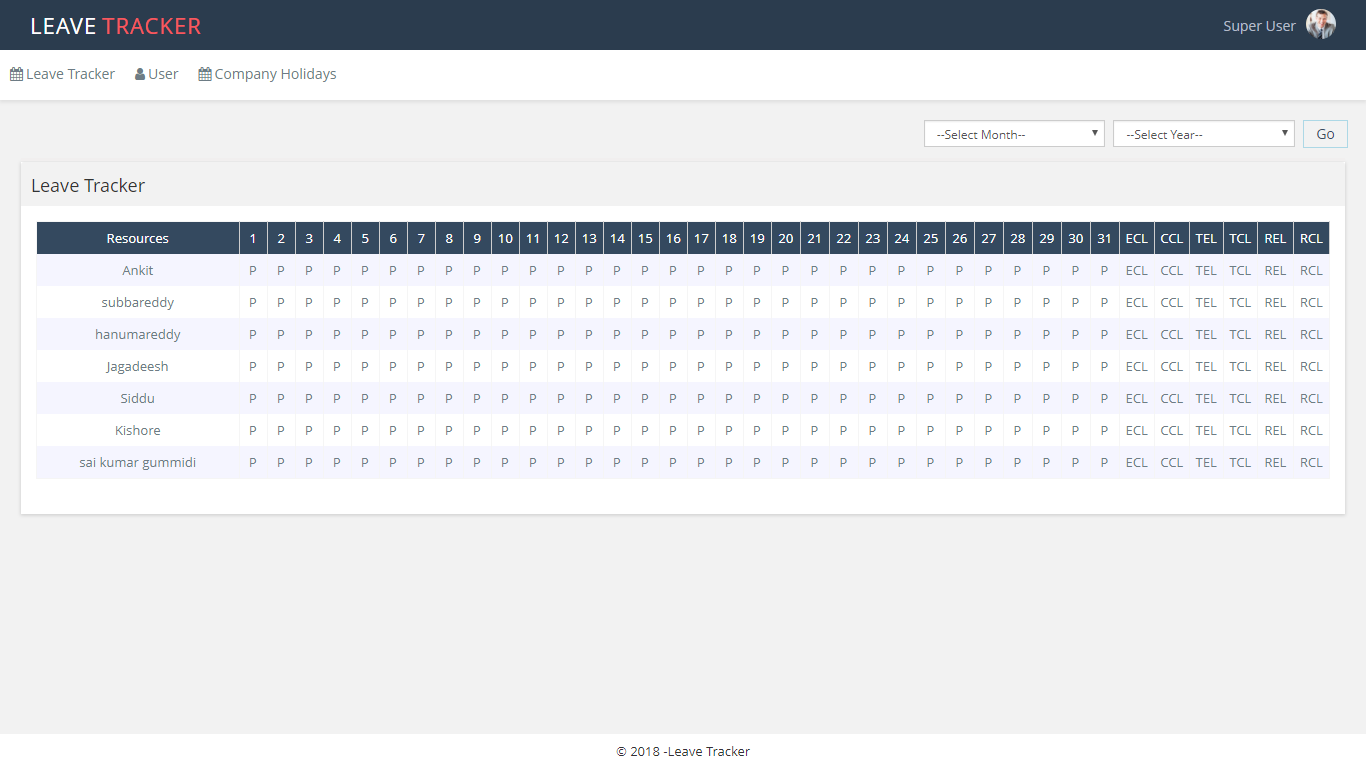 LEAVE TRACKER
Super User
Leave Tracker User Company Holidays
--Select Month-- --Select Year-- Go
Leave Tracker
Resources 1 2 3 4 5 6 7 8 9 10 11 12 13 14 15 16 17 18 19 20 21 22 23 24 25 26 27 28 29 30 31 ECL CCL TEL TCL REL RCL
Ankit P P P P P P P P P P P P P P P P P P P P P P P P P P P P P P P ECL CCL TEL TCL REL RCL
subbareddy P P P P P P P P P P P P P P P P P P P P P P P P P P P P P P P ECL CCL TEL TCL REL RCL
hanumareddy P P P P P P P P P P P P P P P P P P P P P P P P P P P P P P P ECL CCL TEL TCL REL RCL
Jagadeesh P P P P P P P P P P P P P P P P P P P P P P P P P P P P P P P ECL CCL TEL TCL REL RCL
Siddu P P P P P P P P P P P P P P P P P P P P P P P P P P P P P P P ECL CCL TEL TCL REL RCL
Kishore P P P P P P P P P P P P P P P P P P P P P P P P P P P P P P P ECL CCL TEL TCL REL RCL
sai kumar gummidi P P P P P P P P P P P P P P P P P P P P P P P P P P P P P P P ECL CCL TEL TCL REL RCL
© 2018 -Leave Tracker